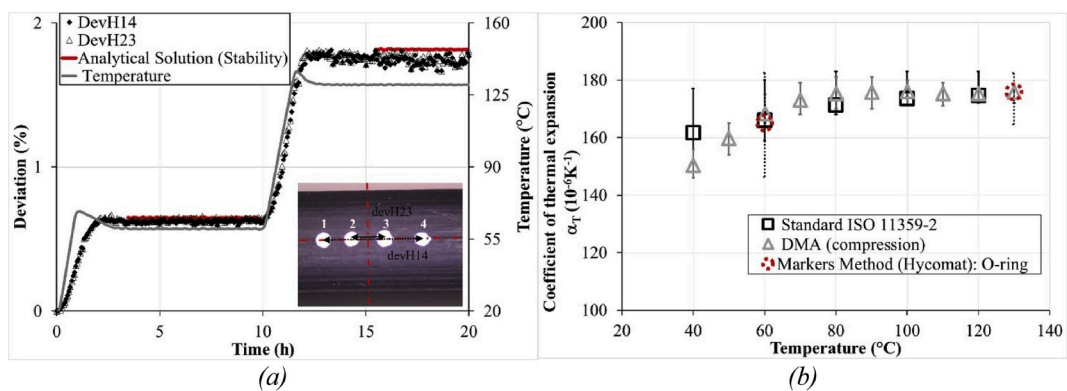 2
160
DevH14
DevH23
Analytical Solution (Stability)
Temperature
125
Deviation (%)
1
90
Temperature (°C)
devH23
1 2 3 4
devH14
55
0
20
0 5 10 15 20
Time (h)
(a)
200
180
160
140
120
100
Coefficient of thermal expansion
αT (10-6K-1)
Standard ISO 11359-2
DMA (compression)
Markers Method (Hycomat): O-ring
20 40 60 80 100 120 140
Temperature (°C)
(b)